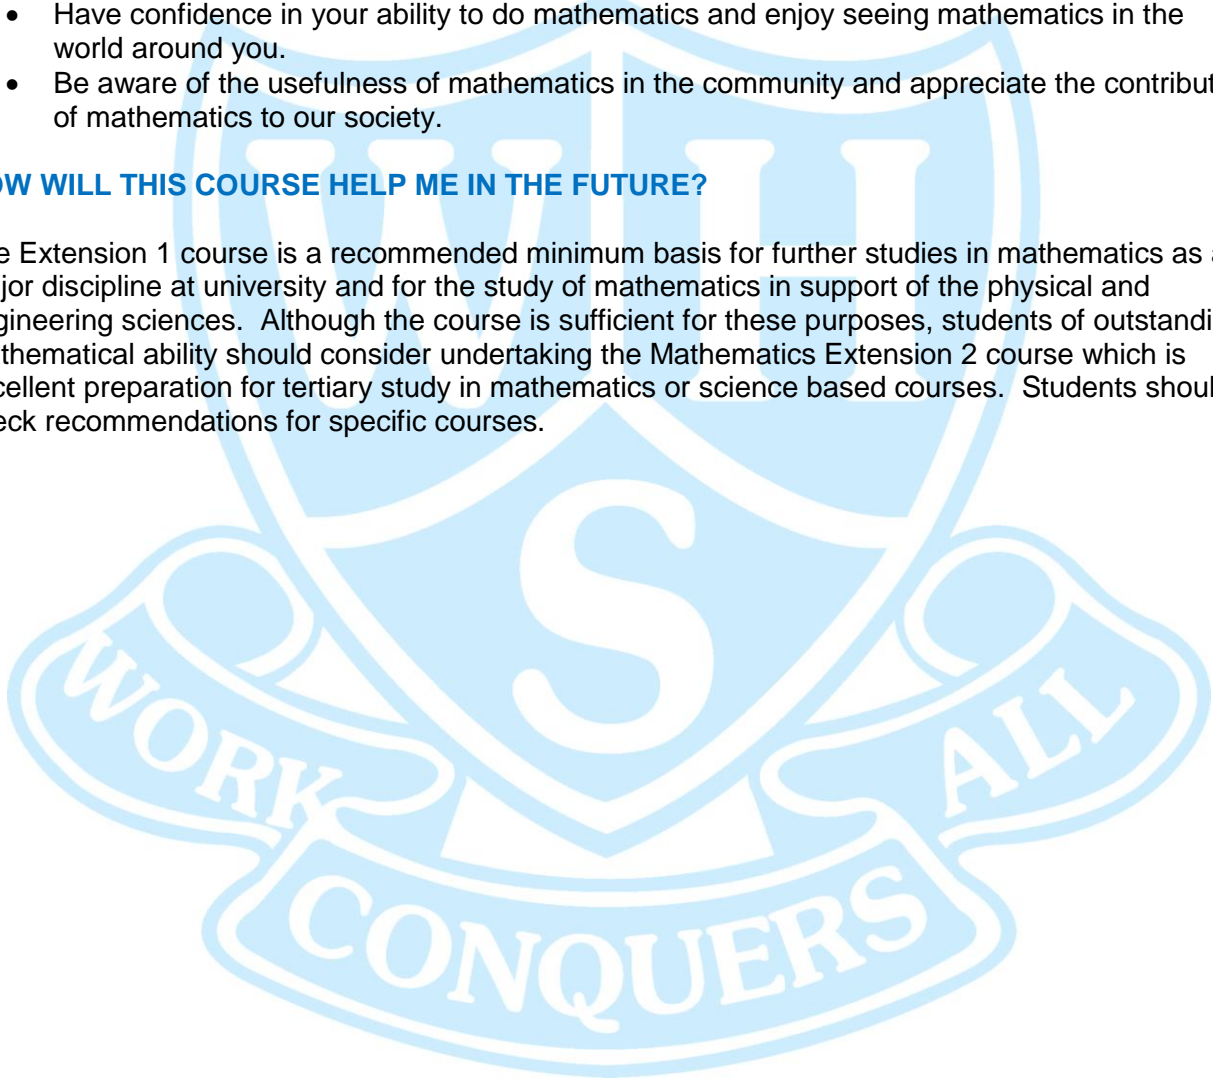 • Have confidence in your ability to do mathematics and enjoy seeing mathematics in the
world around you.
• Be aware of the usefulness of mathematics in the community and appreciate the contribut
of mathematics to our society.
OW WILL THIS COURSE HELP ME IN THE FUTURE?
e Extension 1 course is a recommended minimum basis for further studies in mathematics as a
jor discipline at university and for the study of mathematics in support of the physical and
gineering sciences.  Although the course is sufficient for these purposes, students of outstandi
thematical ability should consider undertaking the Mathematics Extension 2 course which is
cellent preparation for tertiary study in mathematics or science based courses.  Students shoul
eck recommendations for specific courses.
W H
S
WORK CONQUERS ALL